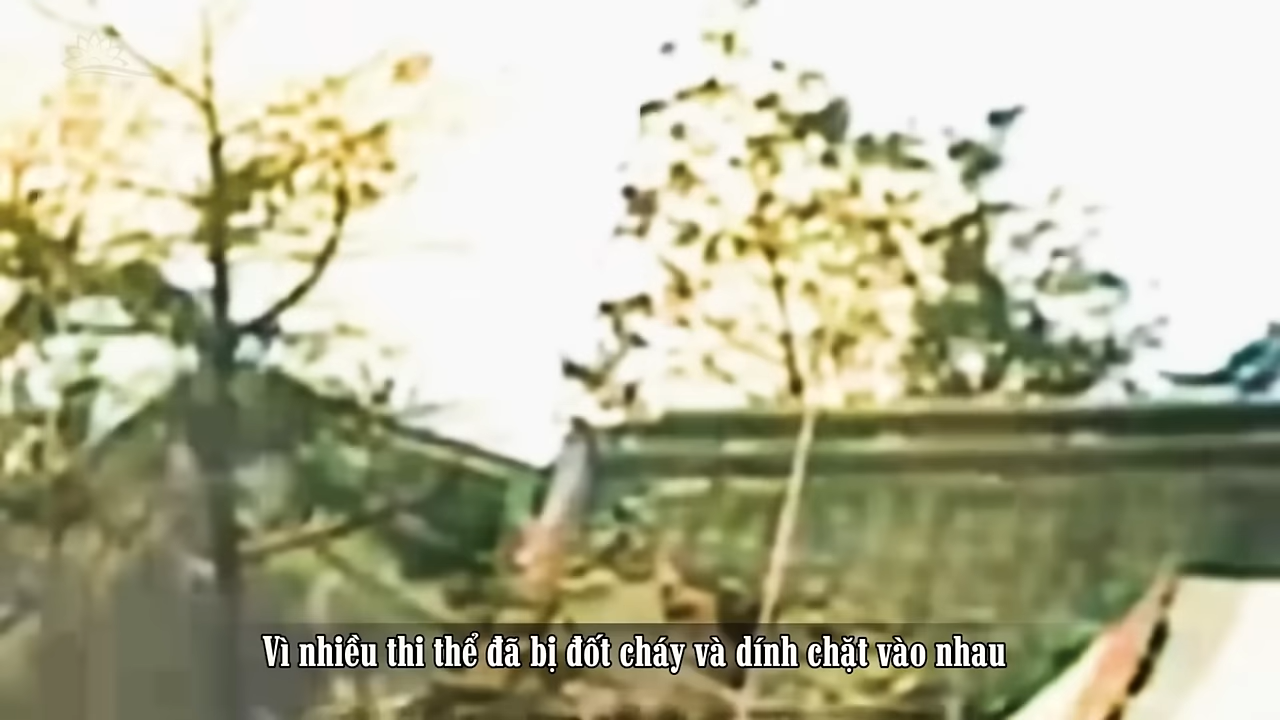 Vì nhiều thi thể đã bị đốt cháy và dính chặt vào nhau